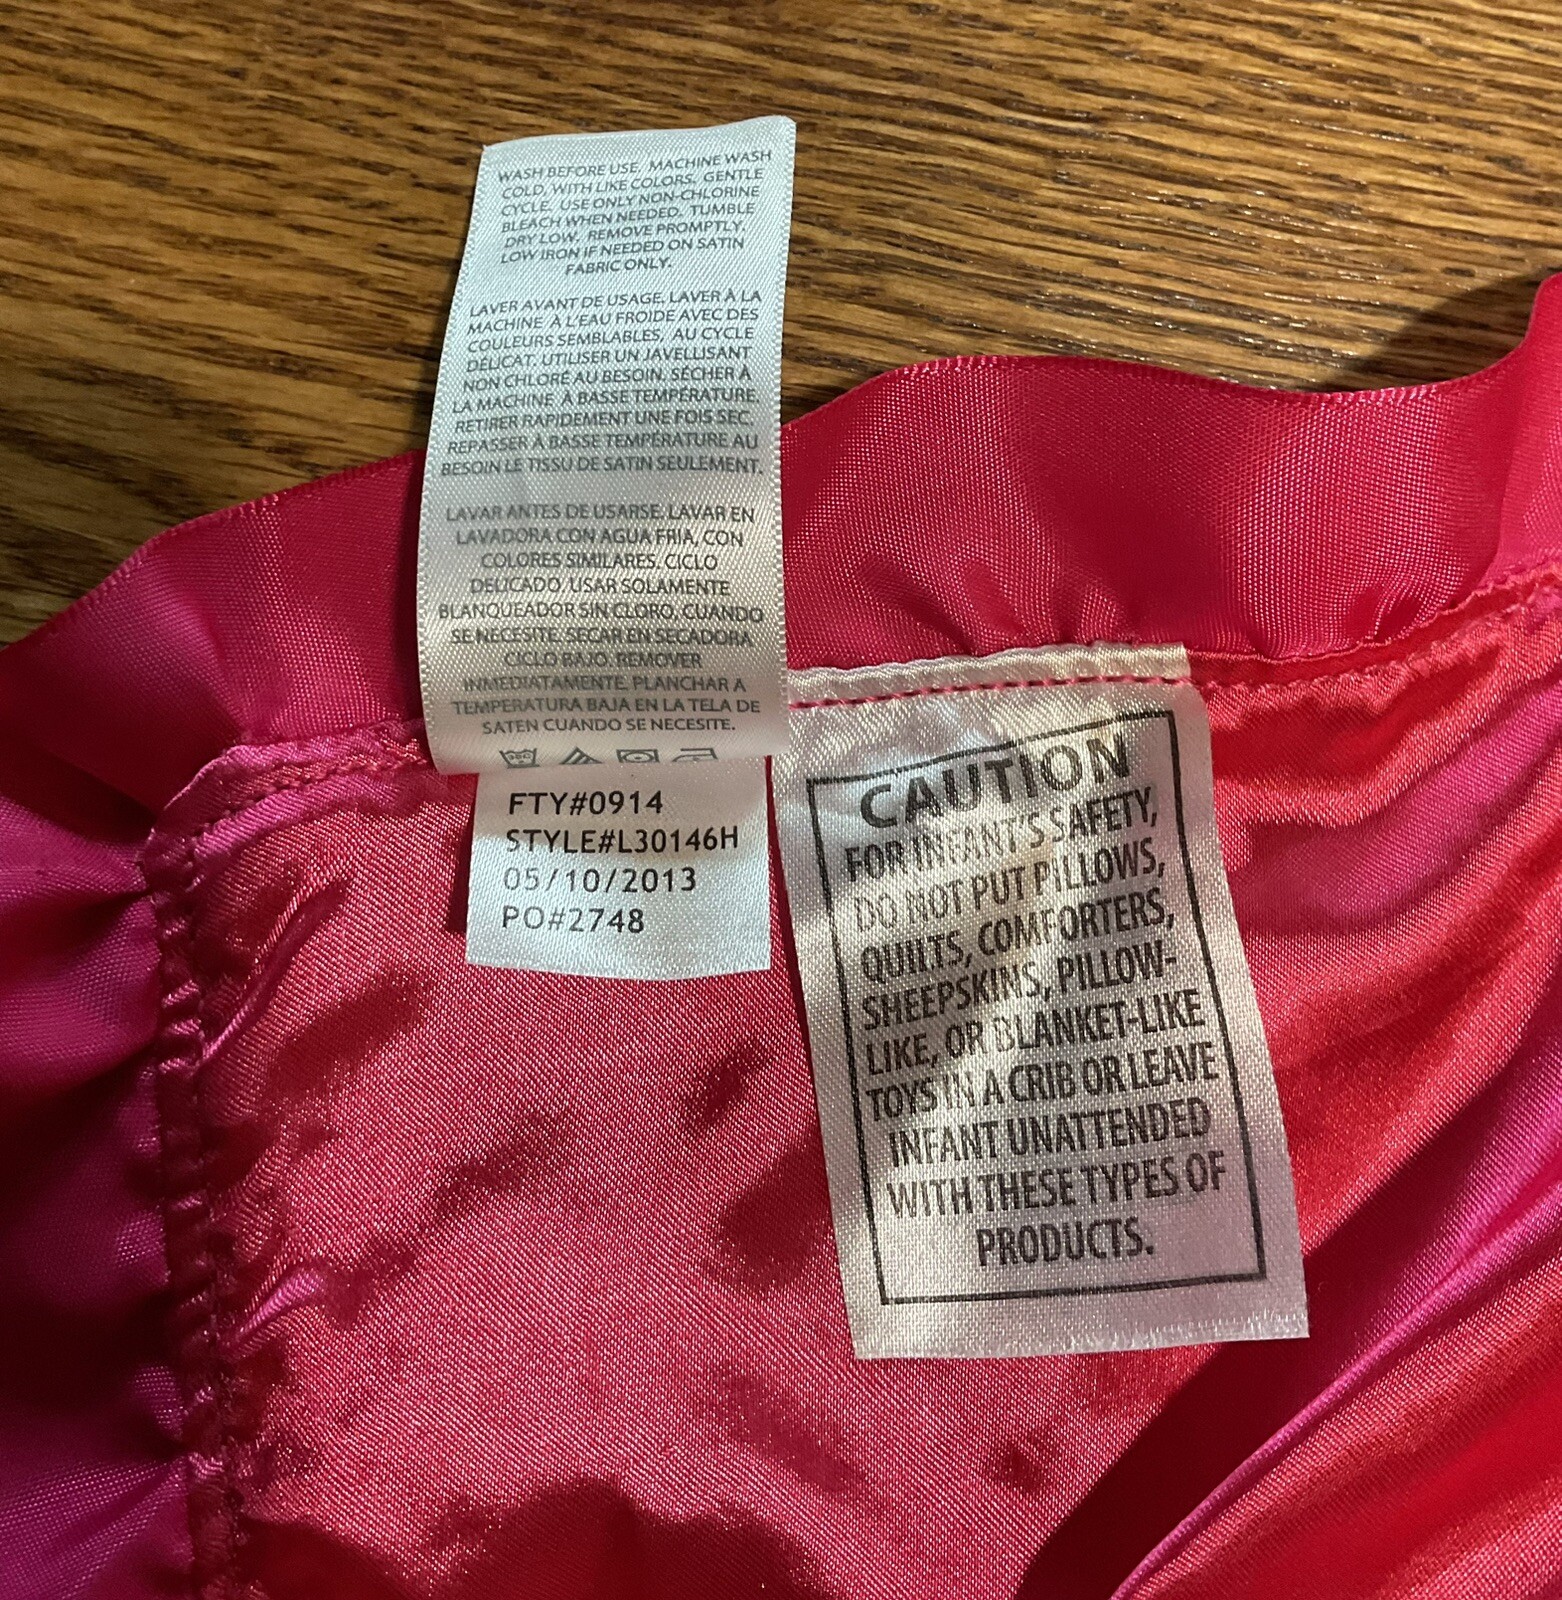 WASH BEFORE USE. MACHINE WASH
COLD, WITH LIKE COLORS, GENTLE
CYCLE. USE ONLY NON-CHLORINE
BLEACH WHEN NEEDED. TUMBLE
DRY LOW. REMOVE PROMPTLY.
LOW IRON IF NEEDED ON SATIN
FABRIC ONLY.
LAVER AVANT DE USAGE. LAVER À LA
MACHINE À L'EAU FROIDE AVEC DES
COULEURS SEMBLABLES, AU CYCLE
DÉLICAT. UTILISER UN JAVELLISANT
NON CHLORÉ AU BESOIN. SÉCHER À
LA MACHINE À BASSE TEMPÉRATURE.
RETIRER RAPIDEMENT UNE FOIS SEC.
REPASSER À BASSE TEMPÉRATURE AU
BESOIN LE TISSU DE SATIN SEULEMENT.
LAVAR ANTES DE USARSE. LAVAR EN
LAVADORA CON AGUA FRIA, CON
COLORES SIMILARES. CICLO
DELICADO. USAR SOLAMENTE
BLANQUEADOR SIN CLORO, CUANDO
SE NECESITE. SECAR EN SECADORA
CICLO BAJO. REMOVER
INMEDIATAMENTE. PLANCHAR A
TEMPERATURA BAJA EN LA TELA DE
SATEN CUANDO SE NECESITE.
FTY#0914
STYLE#L30146H
05/10/2013
PO#2748
CAUTION
FOR INFANT'S SAFETY,
DO NOT PUT PILLOWS,
QUILTS, COMFORTERS,
SHEEPSKINS, PILLOW-
LIKE, OR BLANKET-LIKE
TOYS IN A CRIB OR LEAVE
INFANT UNATTENDED
WITH THESE TYPES OF
PRODUCTS.